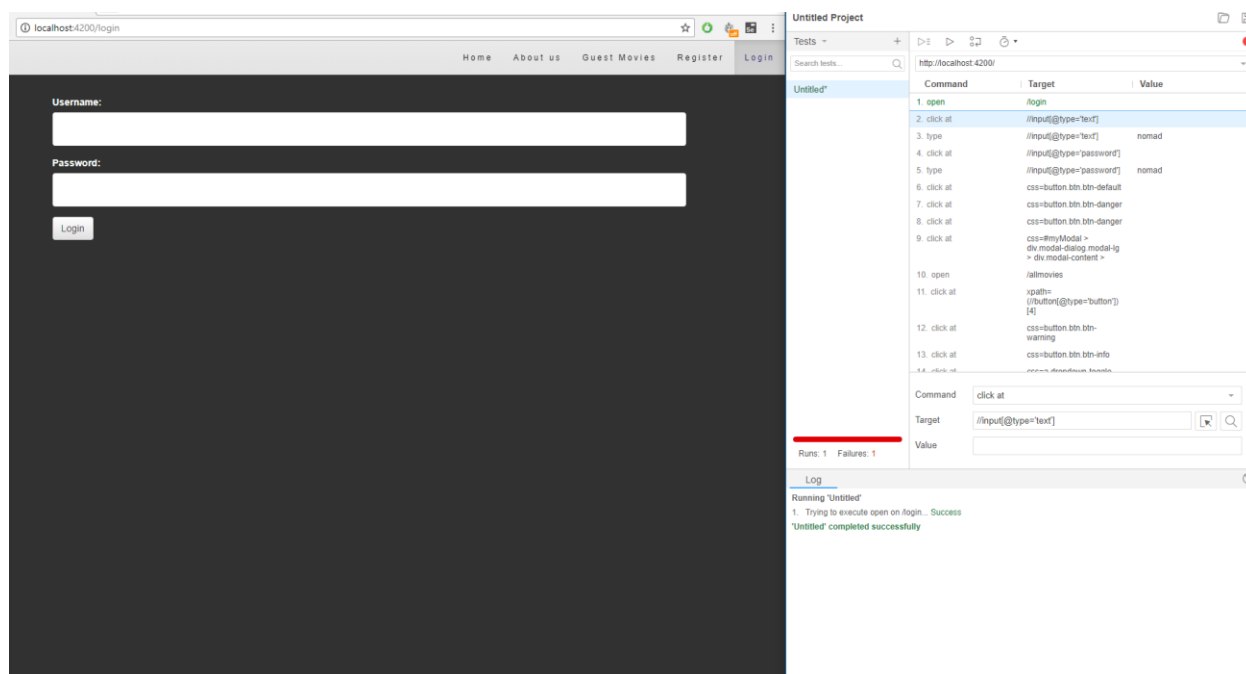 localhost:4200/login
Home About us Guest Movies Register Login
Username:
Password:
Login
Untitled Project
Tests
Search tests...
Untitled*
Runs: 1 Failures: 1
http://localhost:4200/
Command Target Value
1. open /login
2. click at //input[@type='text']
3. type //input[@type='text'] nomad
4. click at //input[@type='password']
5. type //input[@type='password'] nomad
6. click at css=button.btn.btn-default
7. click at css=button.btn.btn-danger
8. click at css=button.btn.btn-danger
9. click at css=#myModal >
div.modal-dialog.modal-lg
> div.modal-content >
10. open /allmovies
11. click at xpath=
(//button[@type='button'])
[4]
12. click at css=button.btn.btn-
warning
13. click at css=button.btn.btn-info
14. click at css=a.dropdown-toggle
Command click at
Target //input[@type='text']
Value
Log
Running 'Untitled'
1. Trying to execute open on /login... Success
'Untitled' completed successfully